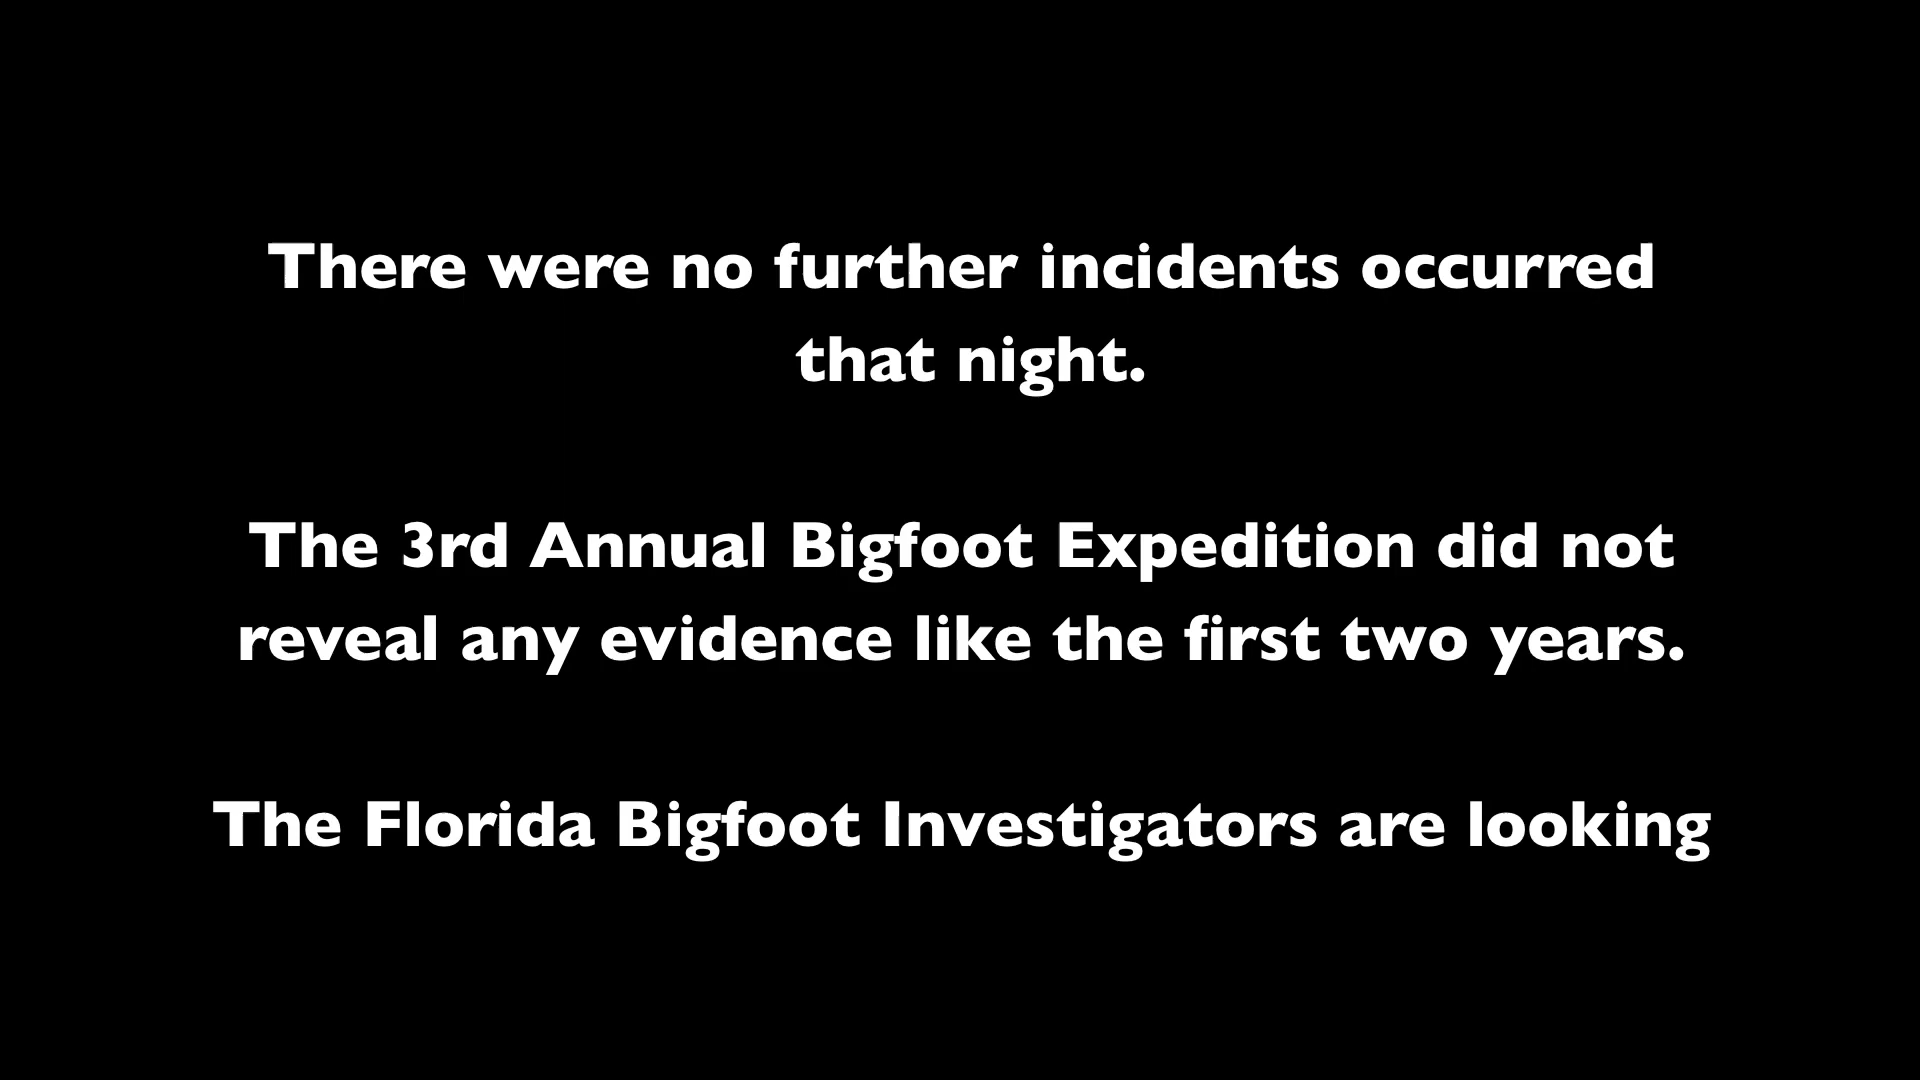 There were no further incidents occurred
that night.
The 3rd Annual Bigfoot Expedition did not
reveal any evidence like the first two years.
The Florida Bigfoot Investigators are looking